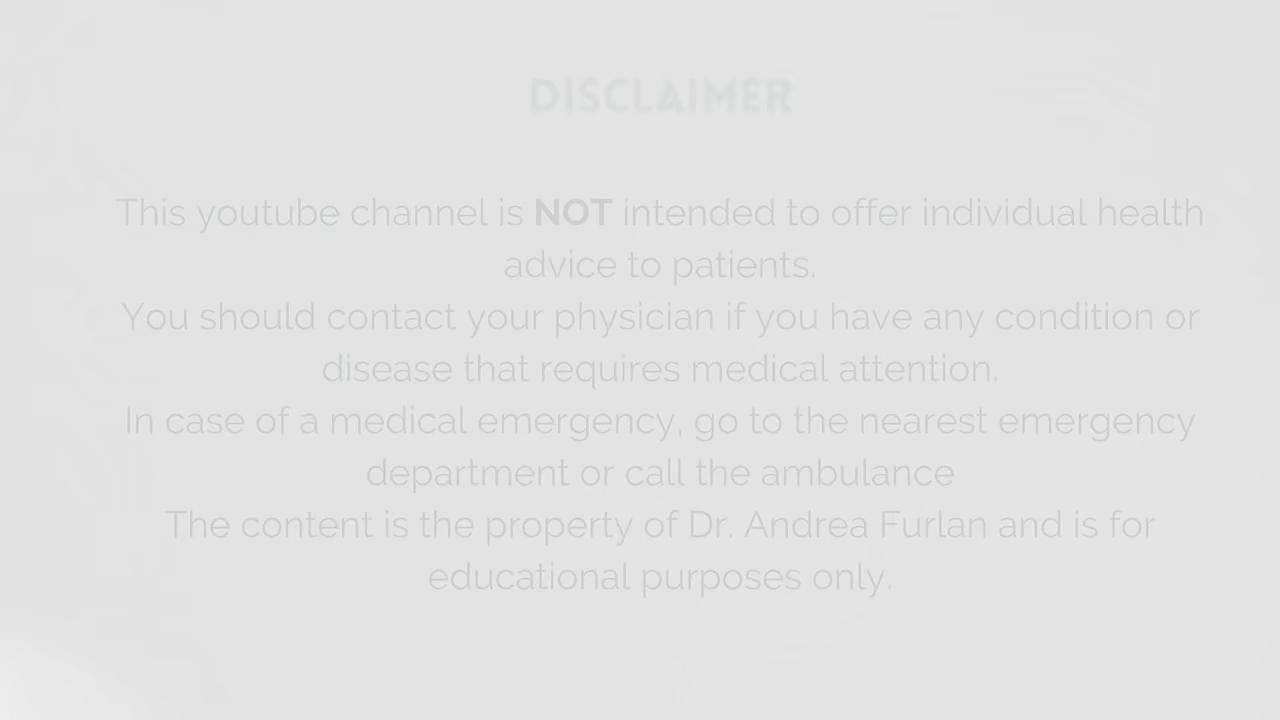 DISCLAIMER
This youtube channel is NOT intended to offer individual health
advice to patients.
You should contact your physician if you have any condition or
disease that requires medical attention.
In case of a medical emergency, go to the nearest emergency
department or call the ambulance
The content is the property of Dr. Andrea Furlan and is for
educational purposes only.